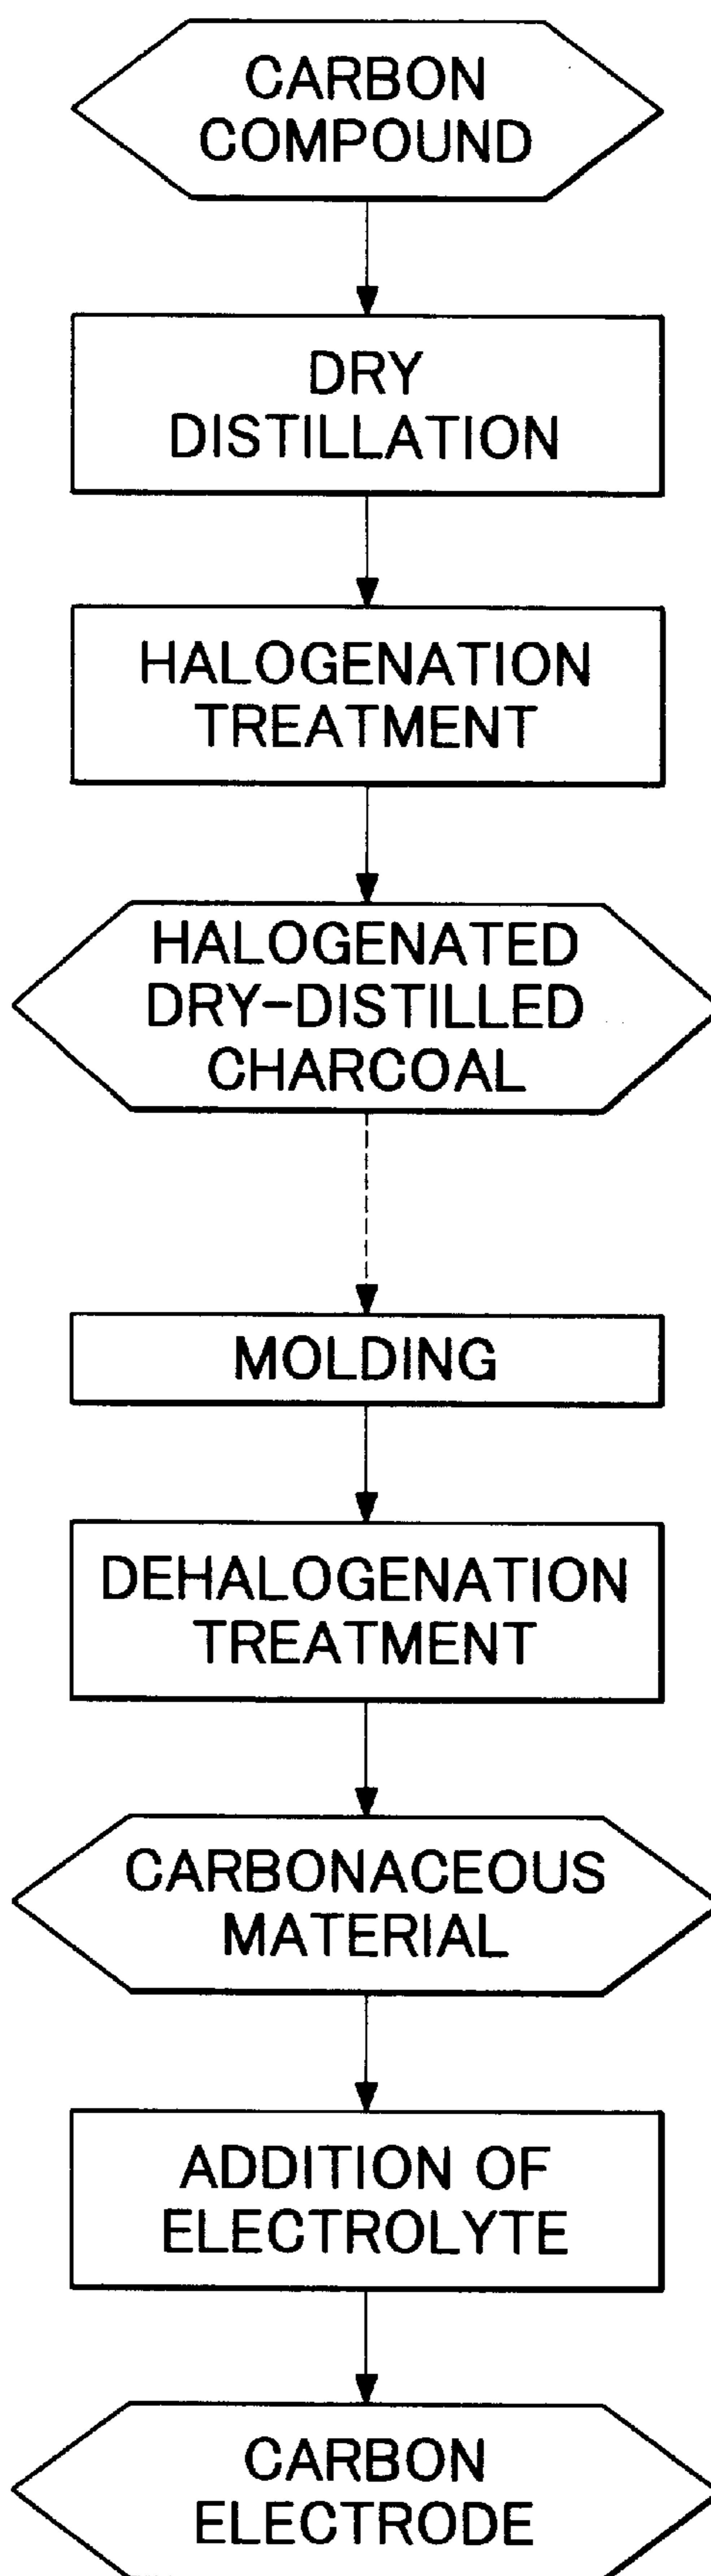 CARBON
COMPOUND
DRY
DISTILLATION
HALOGENATION
TREATMENT
HALOGENATED
DRY-DISTILLED
CHARCOAL
MOLDING
DEHALOGENATION
TREATMENT
CARBONACEOUS
MATERIAL
ADDITION OF
ELECTROLYTE
CARBON
ELECTRODE